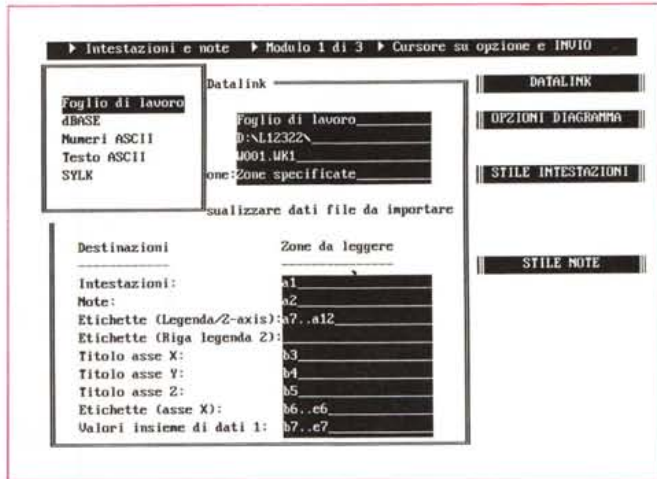 ▶ Intestazioni e note ▶ Modulo 1 di 3 ▶ Cursore su opzione e INVIO
Foglio di lavoro
dBASE
Numeri ASCII
Testo ASCII
SYLK
Datalink
Foglio di lavoro
D:\L12322\
W001.WK1
one:Zone specificate
sualizzare dati file da importare
Destinazioni Zone da leggere
Intestazioni: a1
Note: a2
Etichette (Legenda/Z-axis):a7..a12
Etichette (Riga legenda 2):
Titolo asse X: b3
Titolo asse Y: b4
Titolo asse Z: b5
Etichette (asse X): b6..e6
Valori insieme di dati 1: b7..e7
DATALINK
OPZIONI DIAGRAMMA
STILE INTESTAZIONI
STILE NOTE